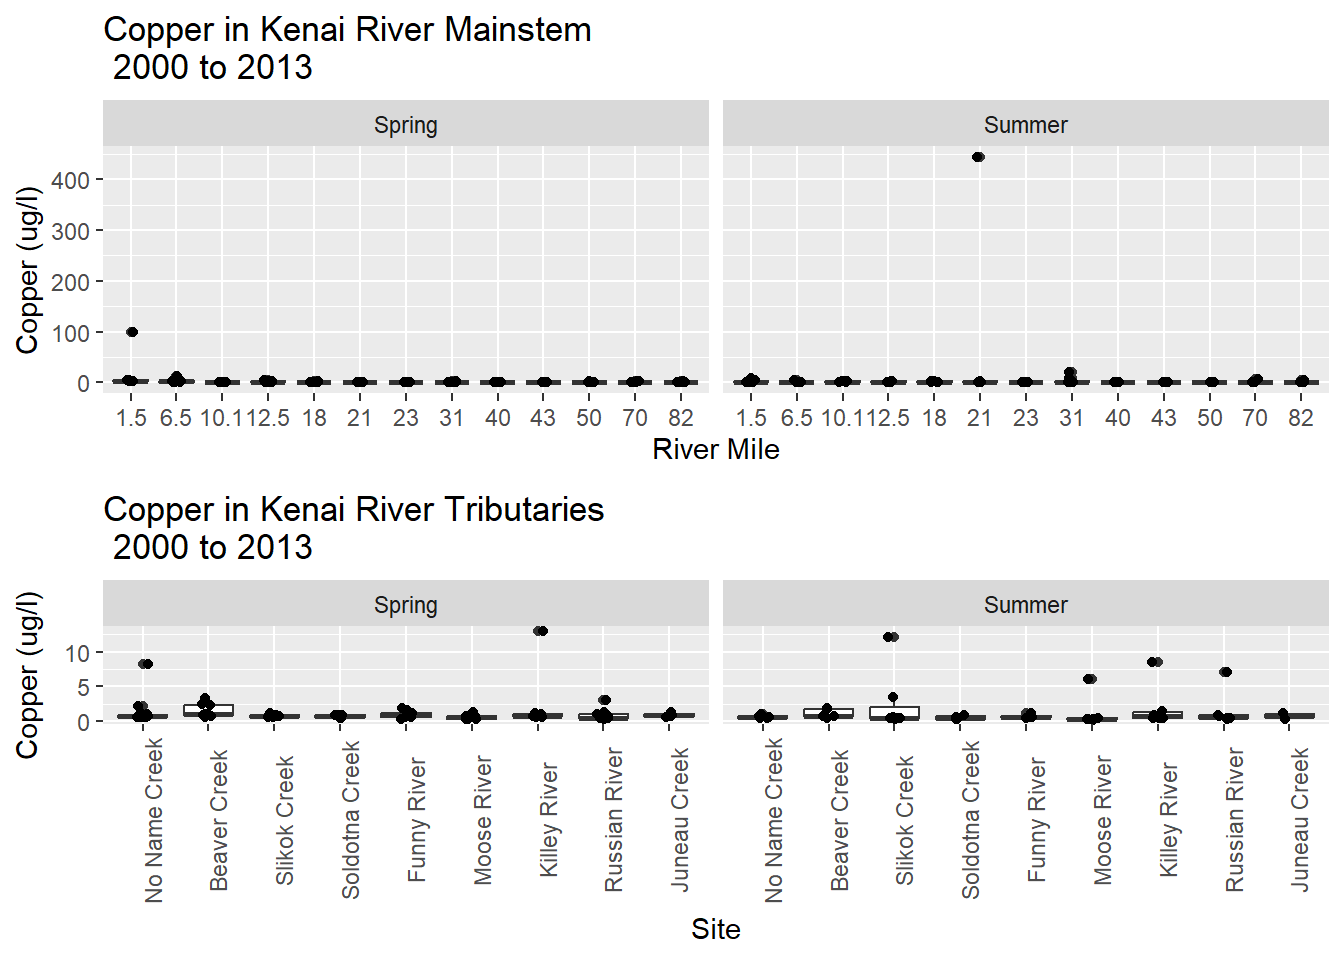 Copper in Kenai River Mainstem
2000 to 2013
Spring
Summer
Copper (ug/l)
400
300
200
100
0
1.5 6.5 10.1 12.5 18 21 23 31 40 43 50 70 82
1.5 6.5 10.1 12.5 18 21 23 31 40 43 50 70 82
River Mile
Copper in Kenai River Tributaries
2000 to 2013
Spring
Summer
Copper (ug/l)
10
5
0
No Name Creek
Beaver Creek
Slikok Creek
Soldotna Creek
Funny River
Moose River
Killey River
Russian River
Juneau Creek
No Name Creek
Beaver Creek
Slikok Creek
Soldotna Creek
Funny River
Moose River
Killey River
Russian River
Juneau Creek
Site